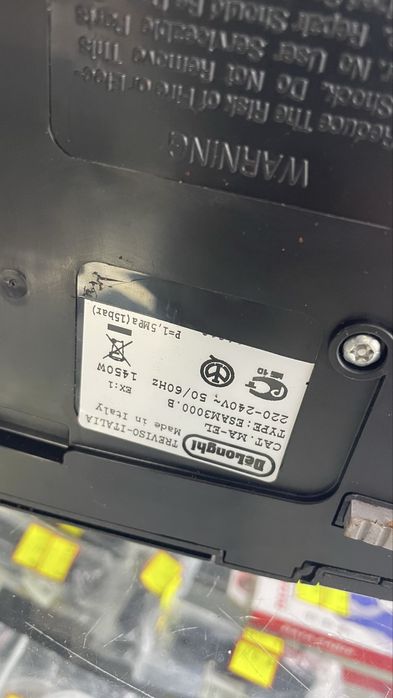 DeLonghi
TREVISO-ITALIA
Made in Italy
CAT. MA-EL
TYPE:ESAM3000.B
EX:1
220-240V~, 50/60Hz 1450W
10
P=1,5MPa(15bar)
WARNING
Reduce The Risk of Fire or Elec-
Shock, Do Not Remove This
No User Serviceable Parts
Repair Should Be